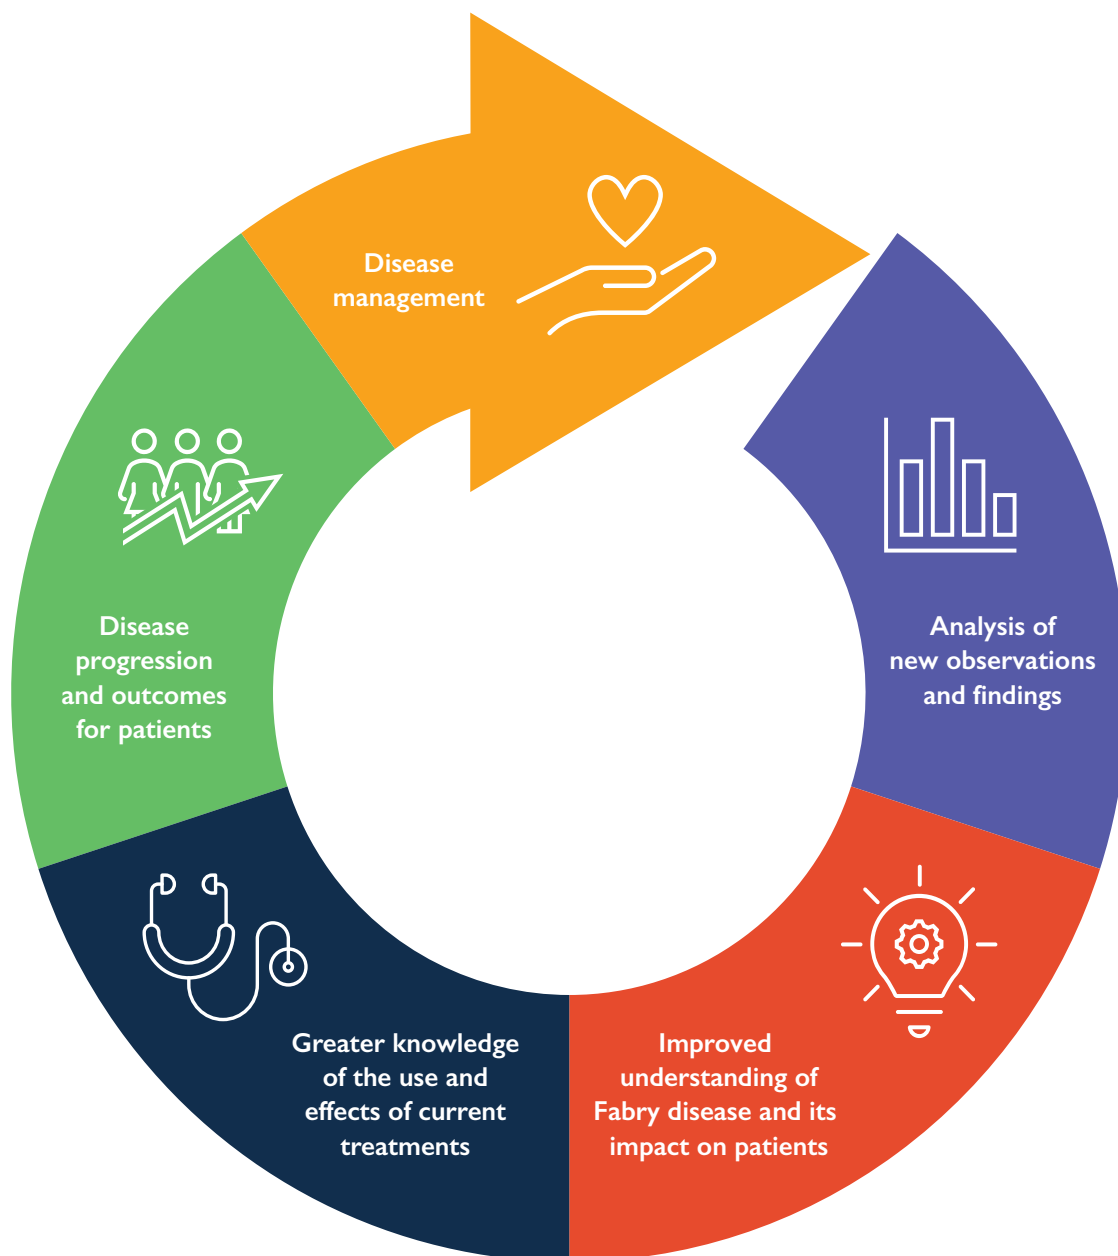 Disease
management
Analysis of
new observations
and findings
Improved
understanding of
Fabry disease and its
impact on patients
Greater knowledge
of the use and
effects of current
treatments
Disease
progression
and outcomes
for patients